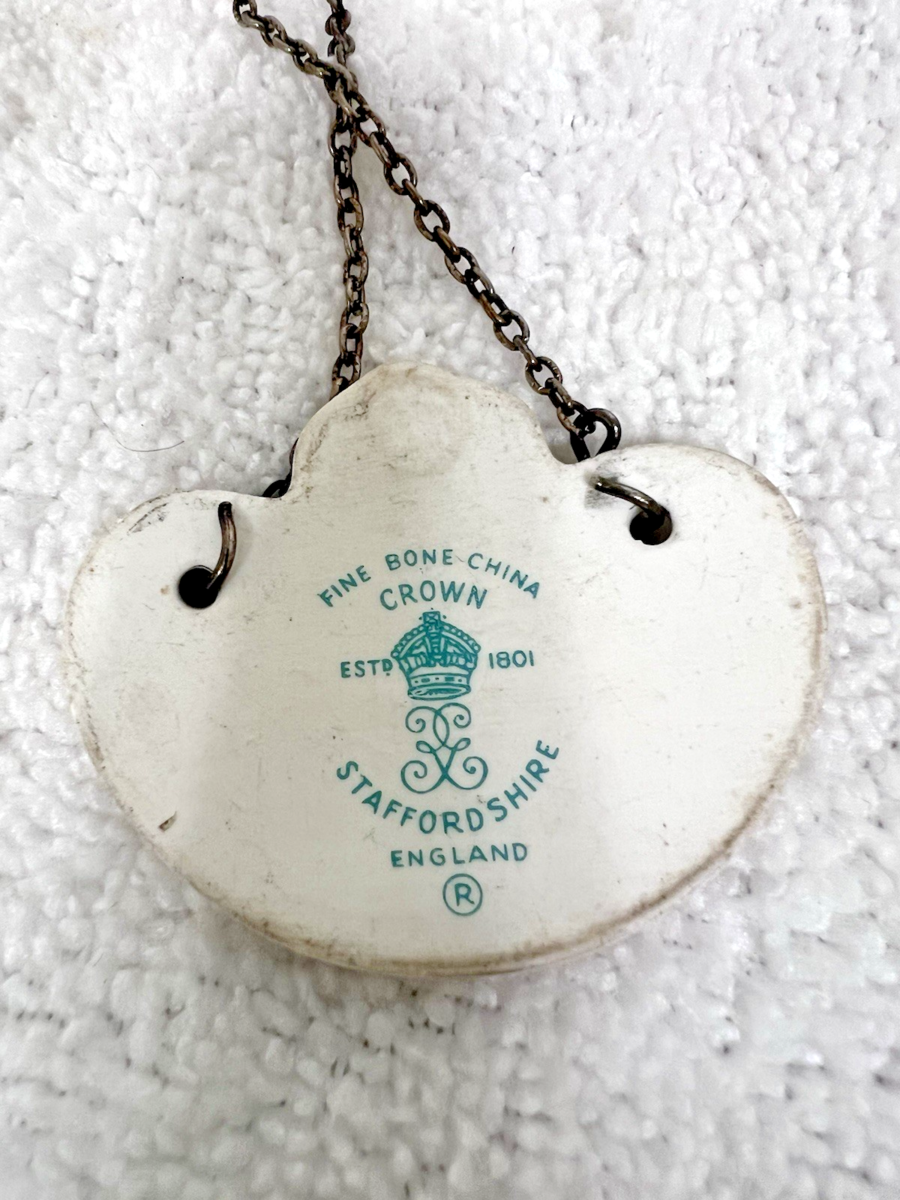 FINE BONE CHINA
CROWN
ESTD 1801
STAFFORDSHIRE
ENGLAND
®